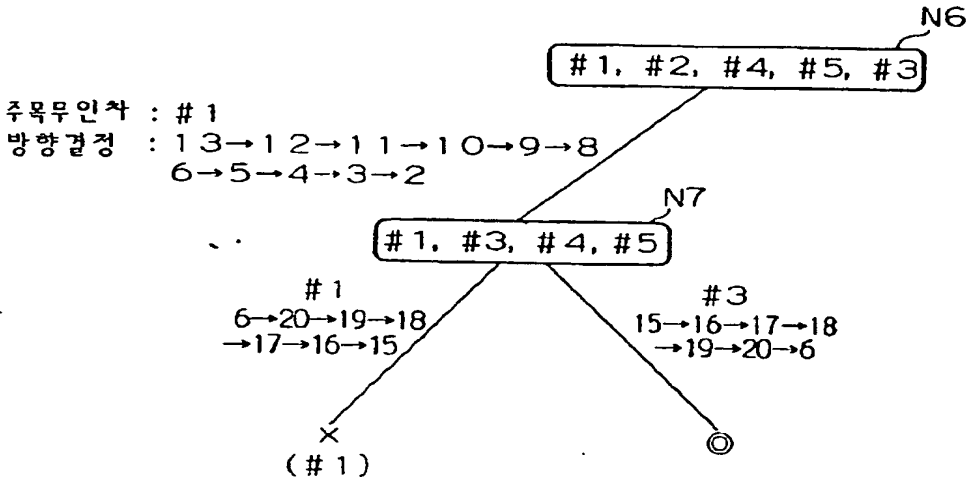 N6
#1, #2, #4, #5, #3
주목무인차 : #1
방향결정 : 13→12→11→10→9→8
6→5→4→3→2
N7
#1, #3, #4, #5
#1
6→20→19→18
→17→16→15
#3
15→16→17→18
→19→20→6
×
(#1)
◎